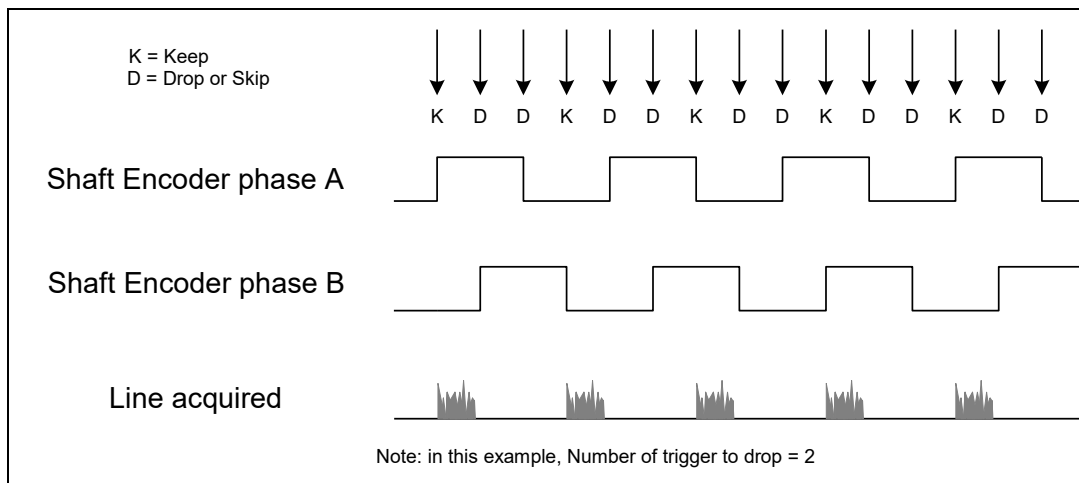 K = Keep
D = Drop or Skip
K D D K D D K D D K D D K D D
Shaft Encoder phase A
Shaft Encoder phase B
Line acquired
Note: in this example, Number of trigger to drop = 2